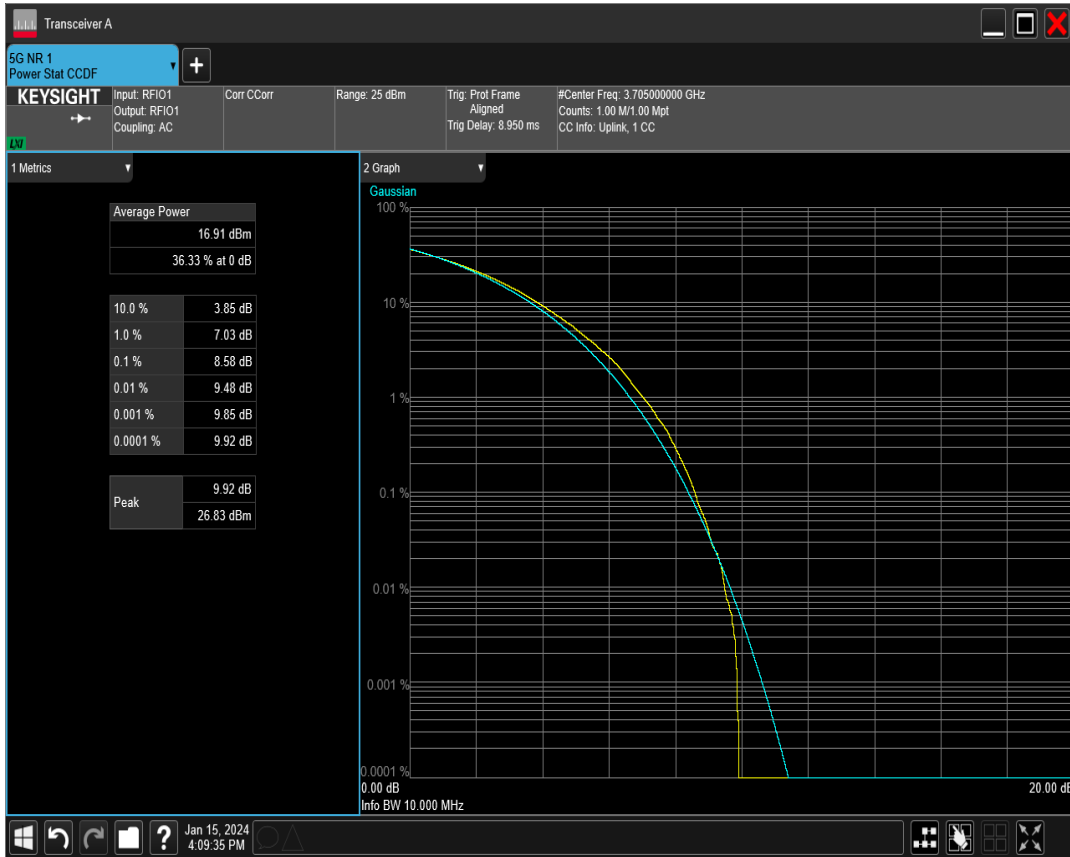 Transceiver A
5G NR 1
Power Stat CCDF
KEYSIGHT
LXI
Input: RFIO1
Output: RFIO1
Coupling: AC
Corr CCorr
Range: 25 dBm
Trig: Prot Frame
Aligned
Trig Delay: 8.950 ms
#Center Freq: 3.705000000 GHz
Counts: 1.00 M/1.00 Mpt
CC Info: Uplink, 1 CC
1 Metrics
Average Power
16.91 dBm
36.33 % at 0 dB
10.0 % 3.85 dB
1.0 % 7.03 dB
0.1 % 8.58 dB
0.01 % 9.48 dB
0.001 % 9.85 dB
0.0001 % 9.92 dB
Peak
9.92 dB
26.83 dBm
2 Graph
Gaussian
100 %
10 %
1 %
0.1 %
0.01 %
0.001 %
0.0001 %
0.00 dB 20.00 dB
Info BW 10.000 MHz
?
Jan 15, 2024
4:09:35 PM